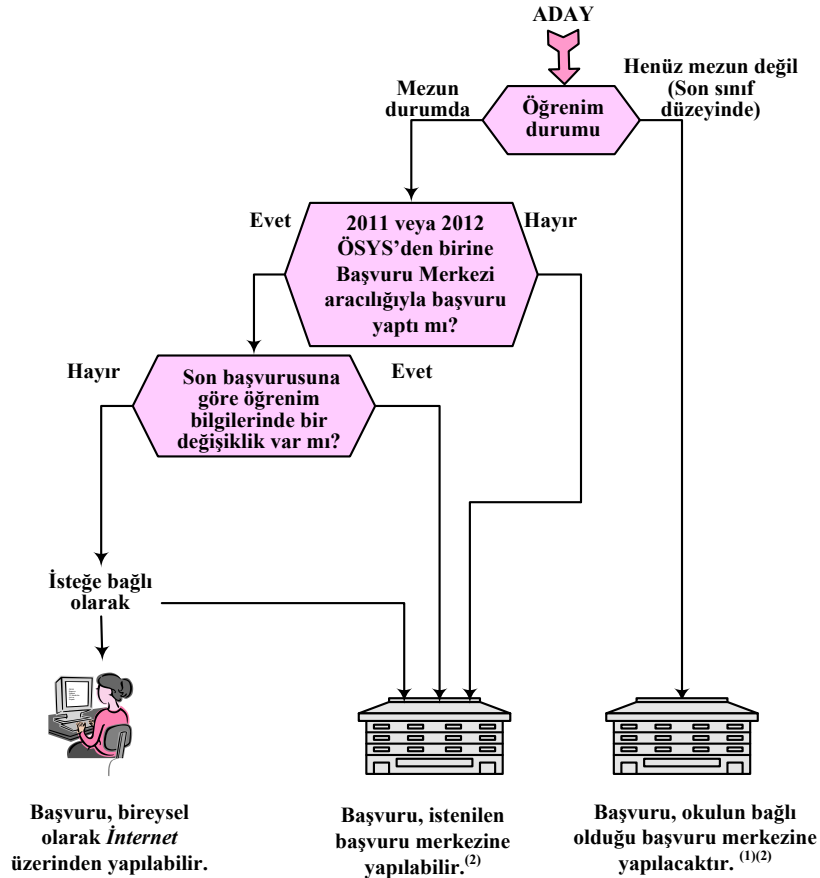 ADAY
Mezun
durumda
Öğrenim
durumu
Henüz mezun değil
(Son sınıf
düzeyinde)
Evet
2011 veya 2012
ÖSYS’den birine
Başvuru Merkezi
aracılığıyla başvuru
yaptı mı?
Hayır
Hayır
Son başvurusuna
göre öğrenim
bilgilerinde bir
değişiklik var mı?
Evet
İsteğe bağlı
olarak
Başvuru, bireysel
olarak İnternet
üzerinden yapılabilir.
Başvuru, istenilen
başvuru merkezine
yapılabilir.(2)
Başvuru, okulun bağlı
olduğu başvuru merkezine
yapılacaktır. (1)(2)